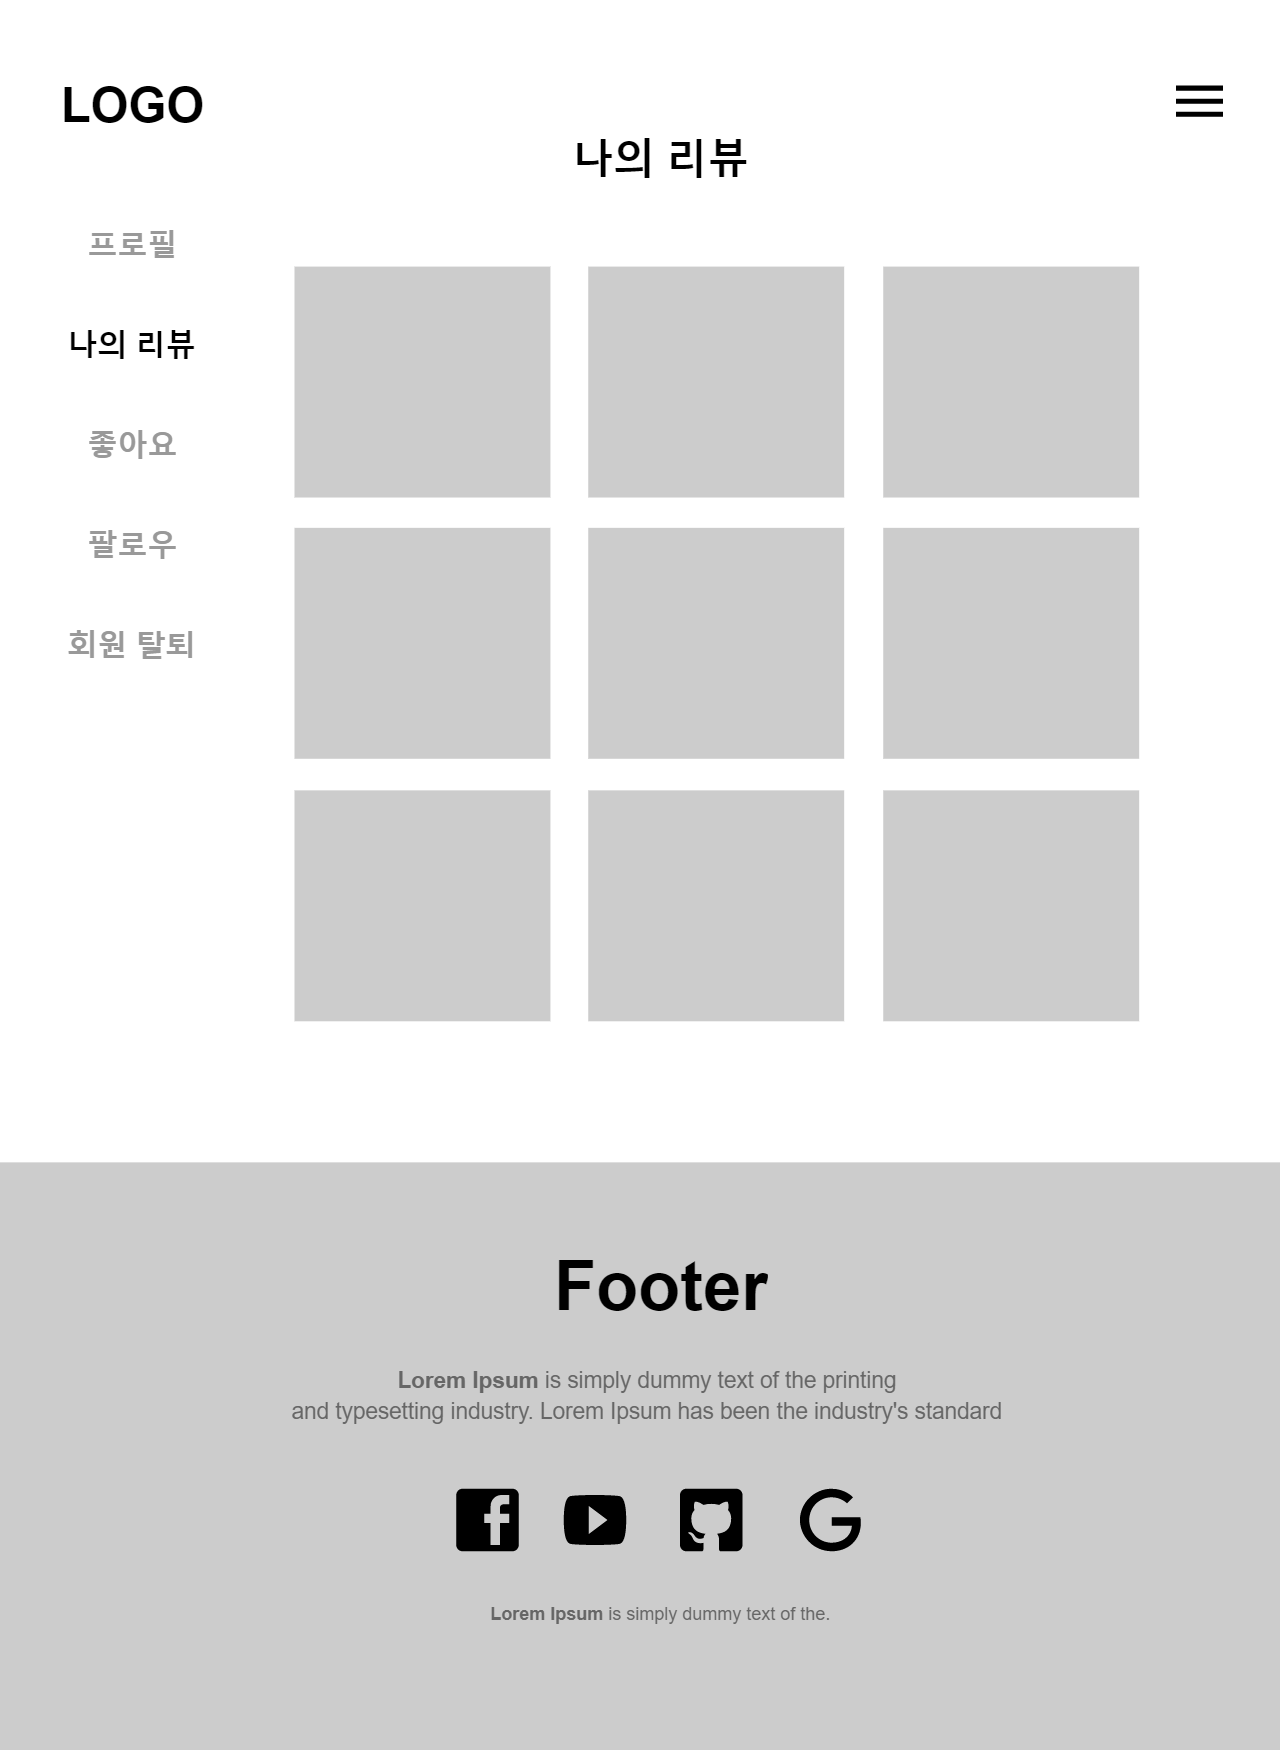 LOGO
나의 리뷰
프로필
나의 리뷰
좋아요
팔로우
회원 탈퇴
Footer
Lorem Ipsum is simply dummy text of the printing
and typesetting industry. Lorem Ipsum has been the industry's standard
Lorem Ipsum is simply dummy text of the.